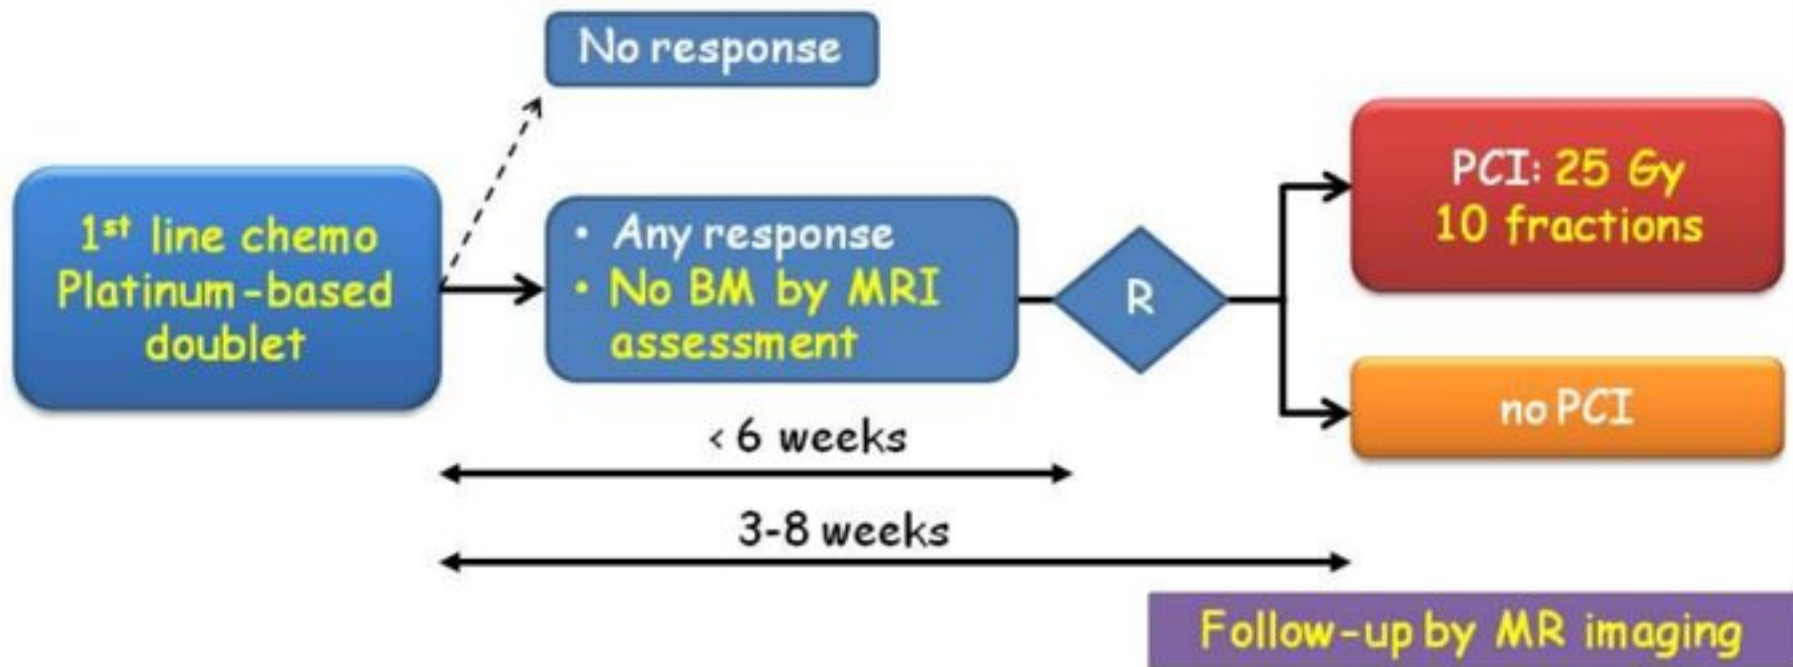 No response
1st line chemo
Platinum-based
doublet
• Any response
• No BM by MRI
assessment
R
PCI: 25 Gy
10 fractions
no PCI
< 6 weeks
3-8 weeks
Follow-up by MR imaging